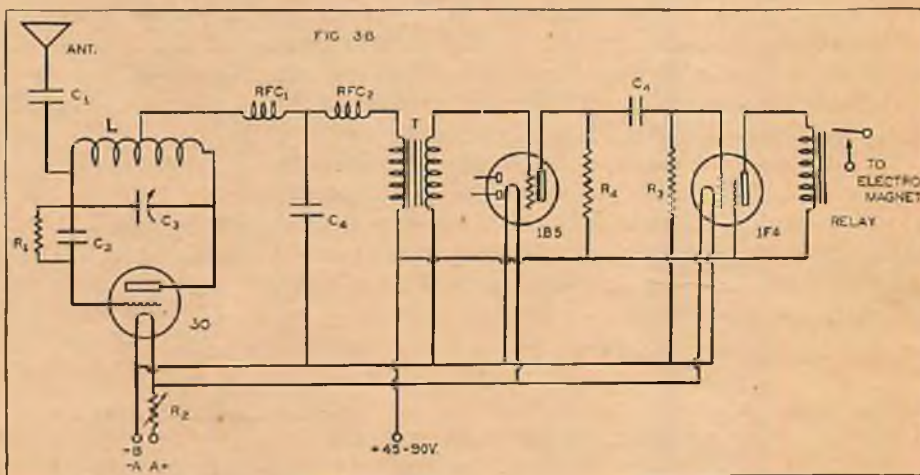 FIG 3B
ANT.
C1
L
RFC1
RFC2
T
C3
R1
C2
C4
30
R2
-B
-A A+
+45-90V.
1B5
R4
R3
1F4
TO
ELECTRO
MAGNET
RELAY